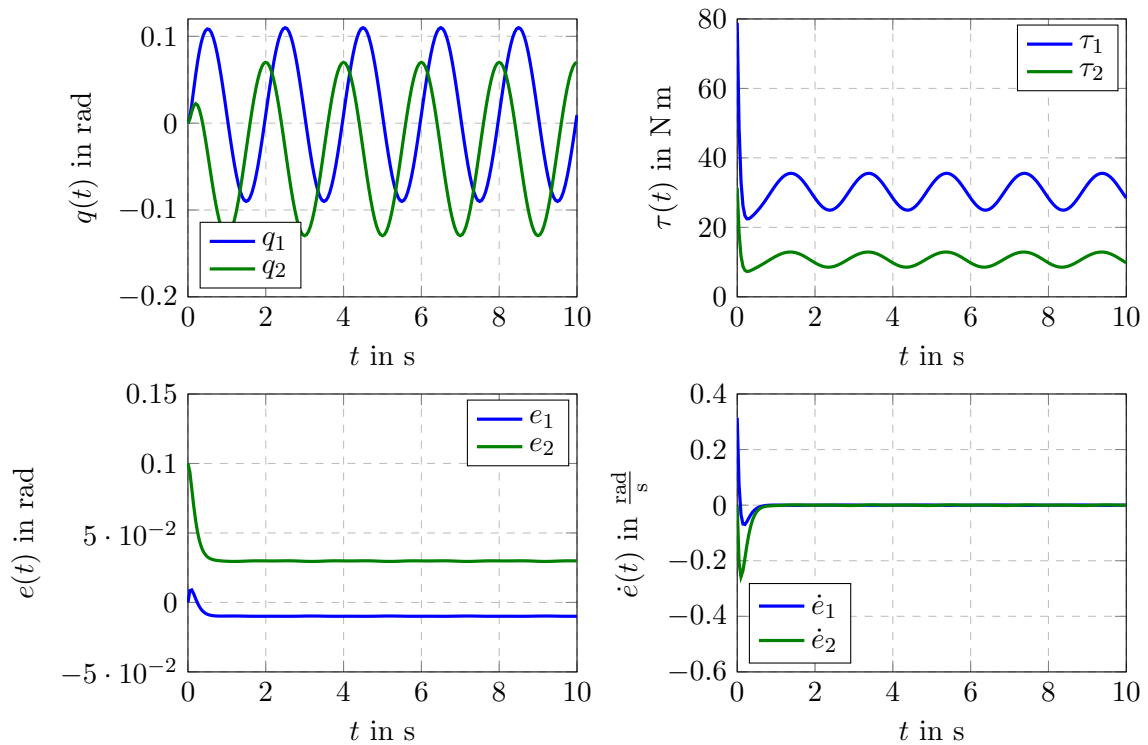 0.1
0
−0.1
−0.2
q(t) in rad
q₁
q₂
0 2 4 6 8 10
t in s
80
60
40
20
0
τ(t) in N m
τ₁
τ₂
0 2 4 6 8 10
t in s
0.15
0.1
5 · 10⁻²
0
−5 · 10⁻²
e(t) in rad
e₁
e₂
0 2 4 6 8 10
t in s
0.4
0.2
0
−0.2
−0.4
−0.6
ė(t) in rad/s
ė₁
ė₂
0 2 4 6 8 10
t in s